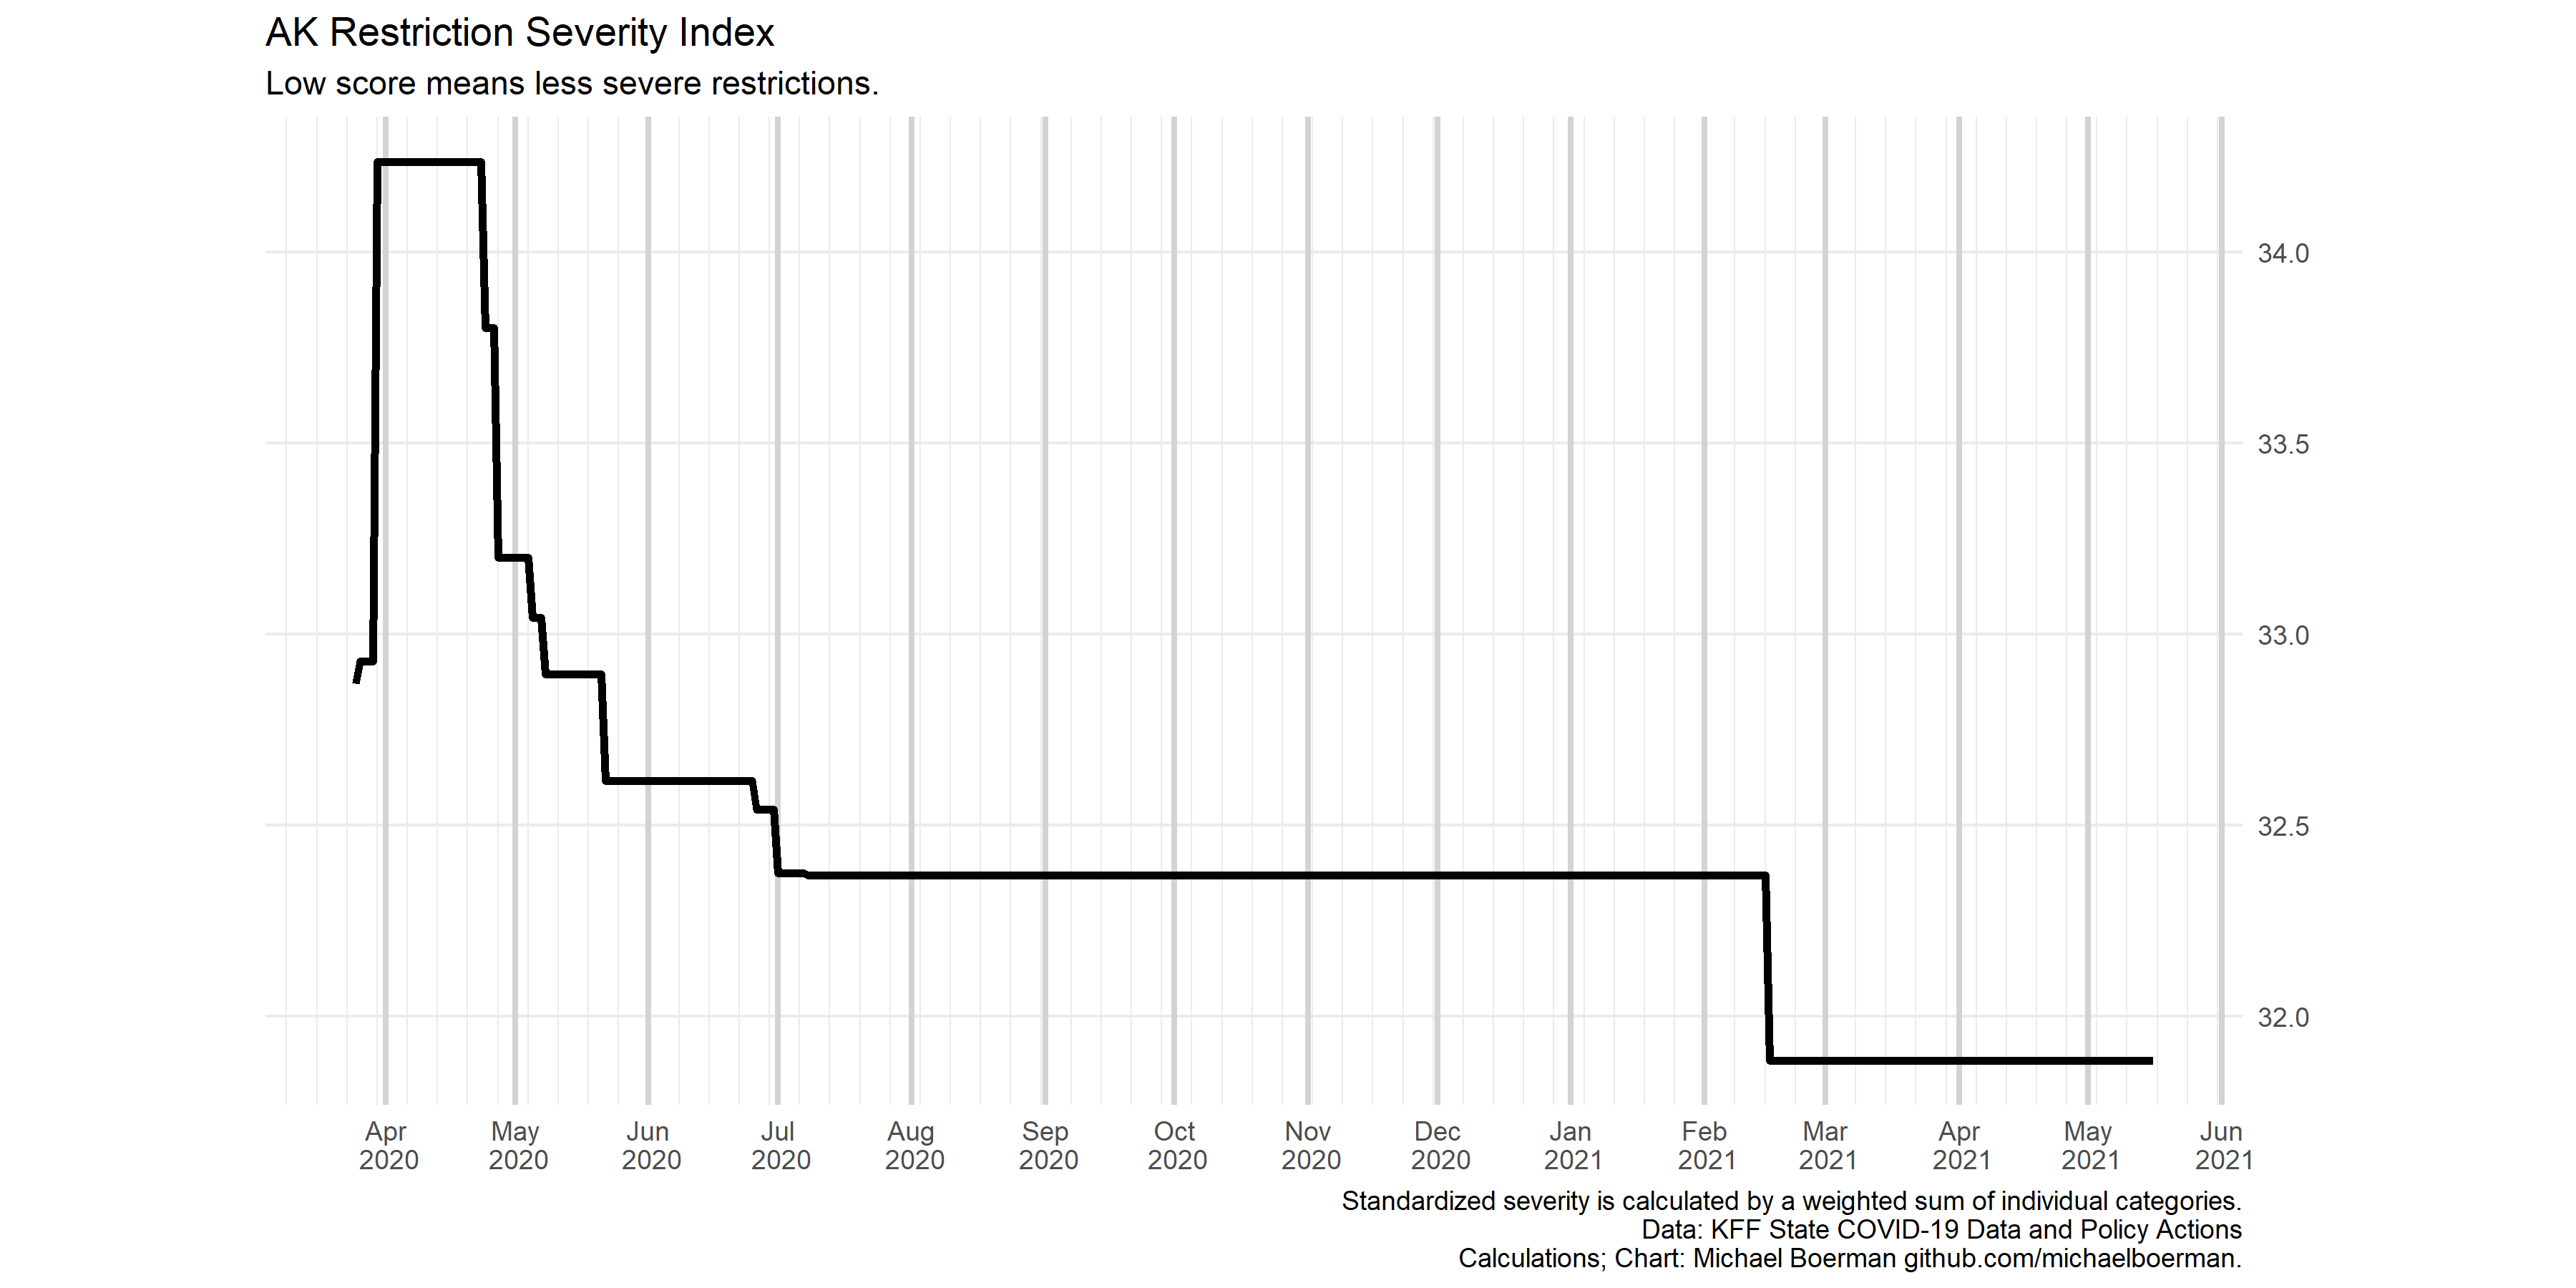 AK Restriction Severity Index
Low score means less severe restrictions.
34.0
33.5
33.0
32.5
32.0
Apr May Jun Jul Aug Sep Oct Nov Dec Jan Feb Mar Apr May Jun
2020 2020 2020 2020 2020 2020 2020 2020 2020 2021 2021 2021 2021 2021 2021
Standardized severity is calculated by a weighted sum of individual categories.
Data: KFF State COVID-19 Data and Policy Actions
Calculations; Chart: Michael Boerman github.com/michaelboerman.